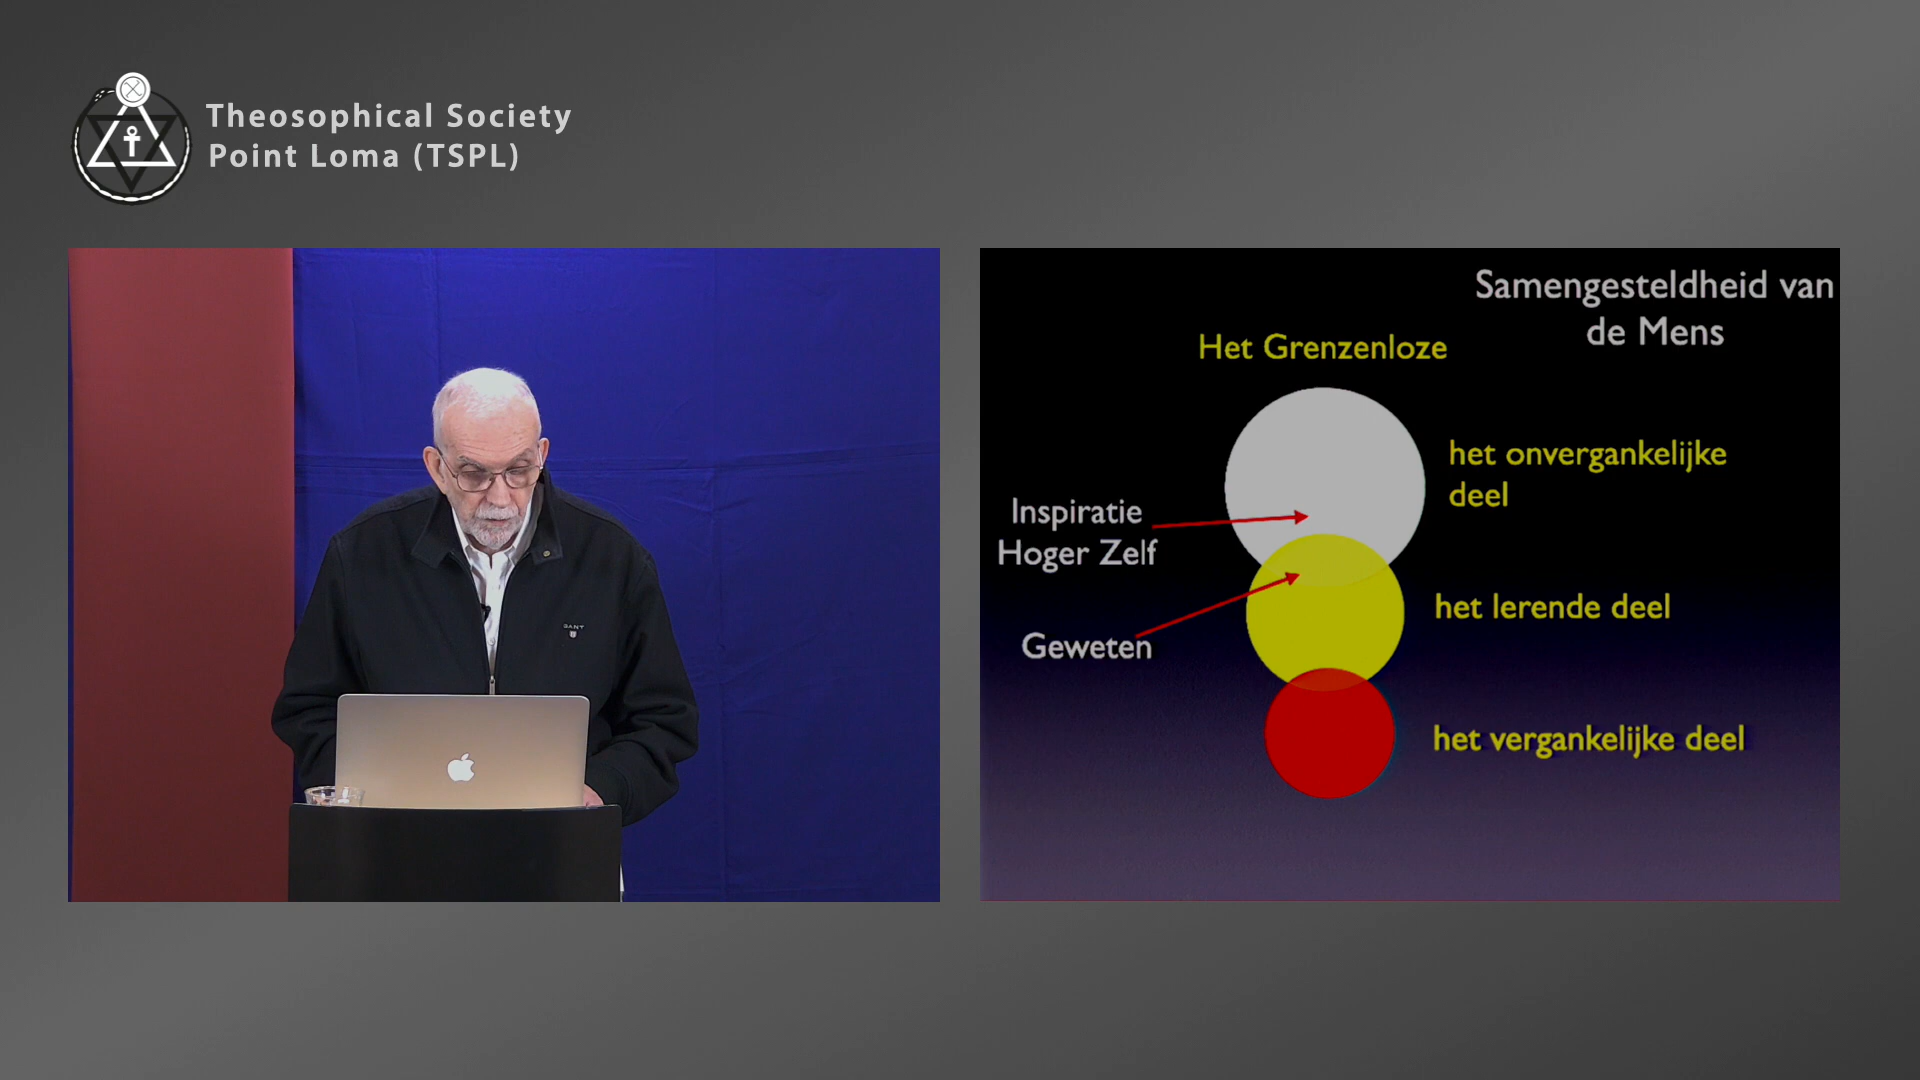 Theosophical Society
Point Loma (TSPL)
GANT
Samengesteldheid van
de Mens
Het Grenzenloze
het onvergankelijke
deel
Inspiratie
Hoger Zelf
het lerende deel
Geweten
het vergankelijke deel